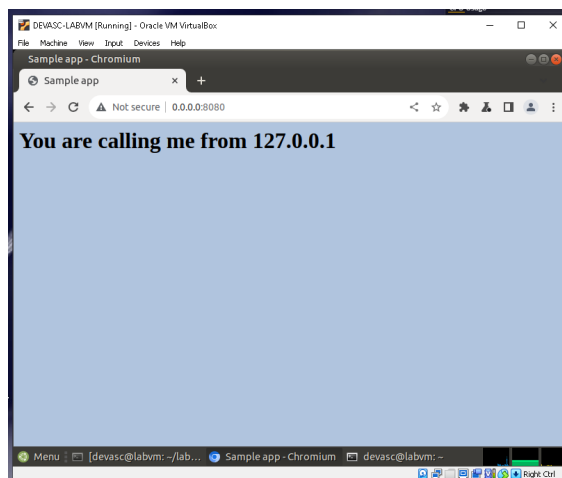 DEVASC-LABVM [Running] - Oracle VM VirtualBox
File Machine View Input Devices Help
Sample app - Chromium
Sample app
Not secure | 0.0.0.0:8080
You are calling me from 127.0.0.1
Menu [devasc@labvm: ~/lab... Sample app - Chromium devasc@labvm: ~
Right Ctrl